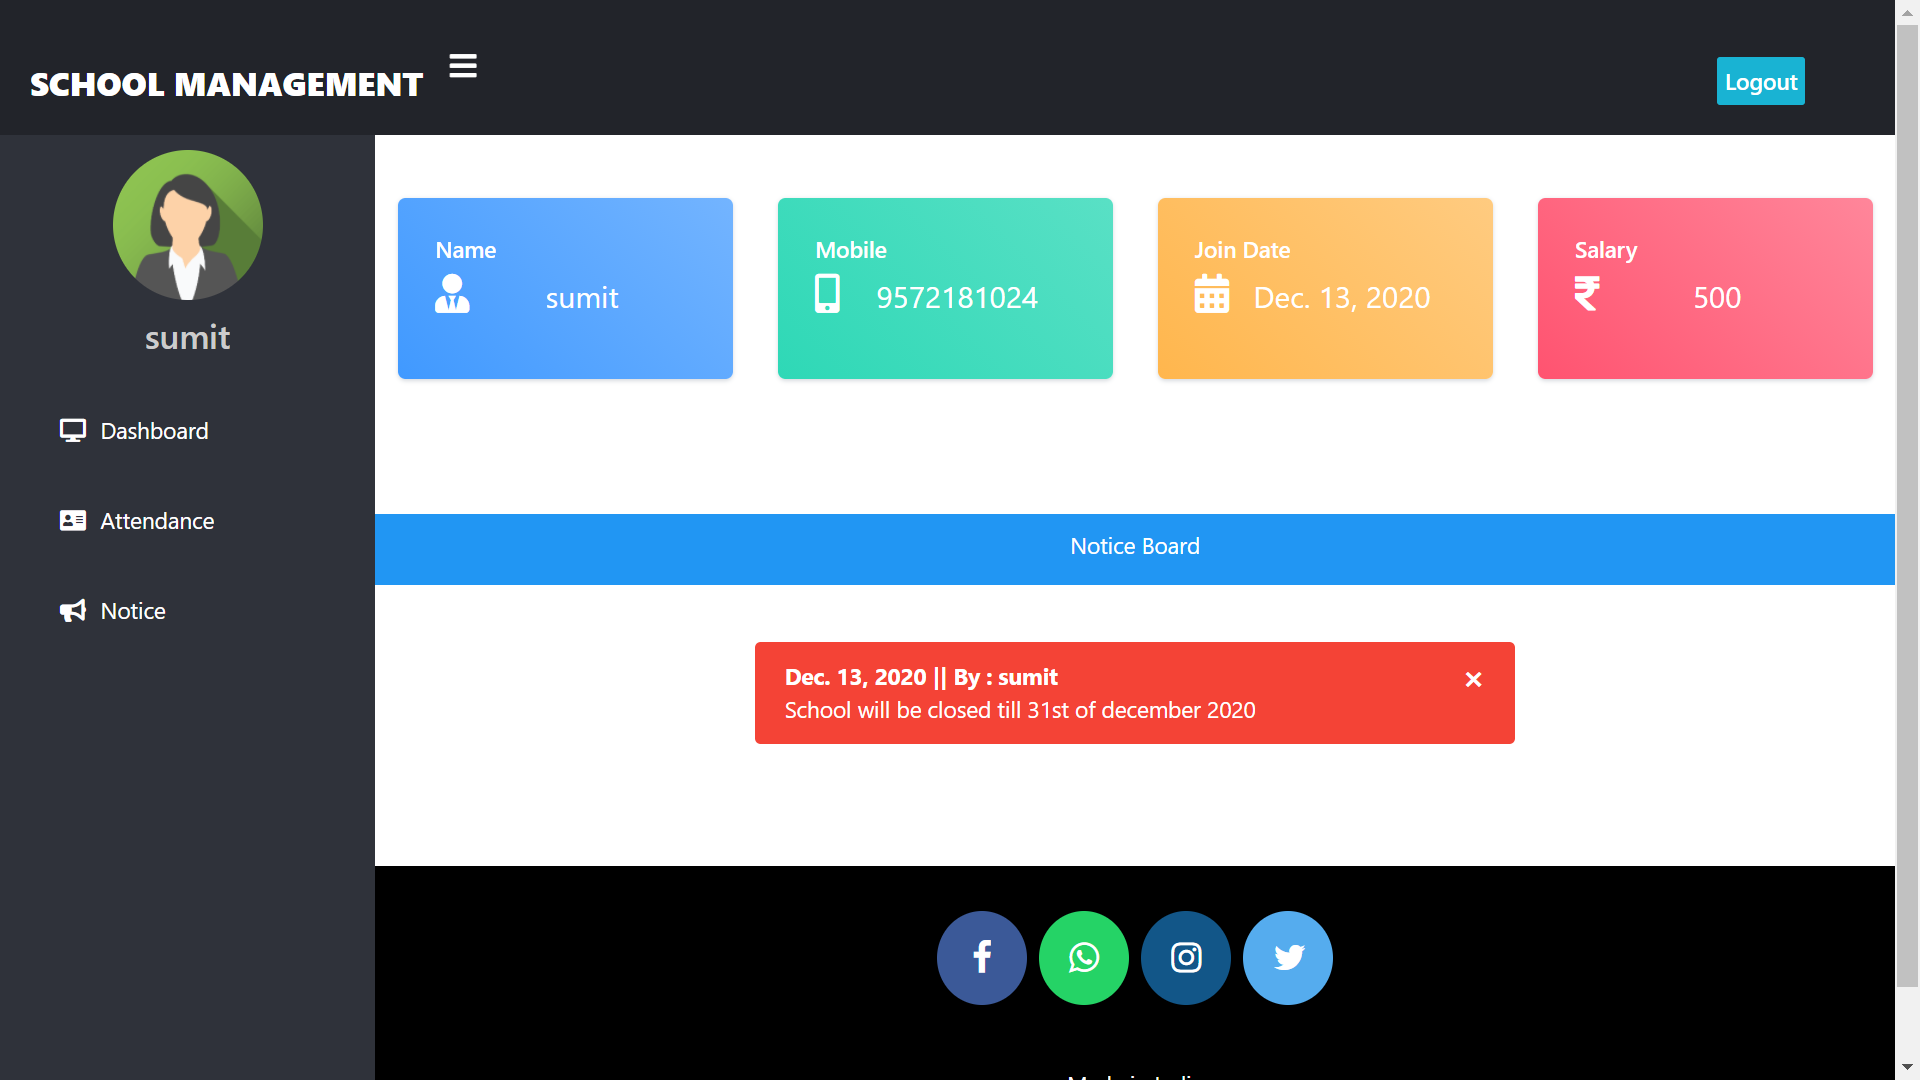 SCHOOL MANAGEMENT
Logout
sumit
Dashboard
Attendance
Notice
Name
sumit
Mobile
9572181024
Join Date
Dec. 13, 2020
Salary
500
Notice Board
Dec. 13, 2020 || By : sumit
School will be closed till 31st of december 2020